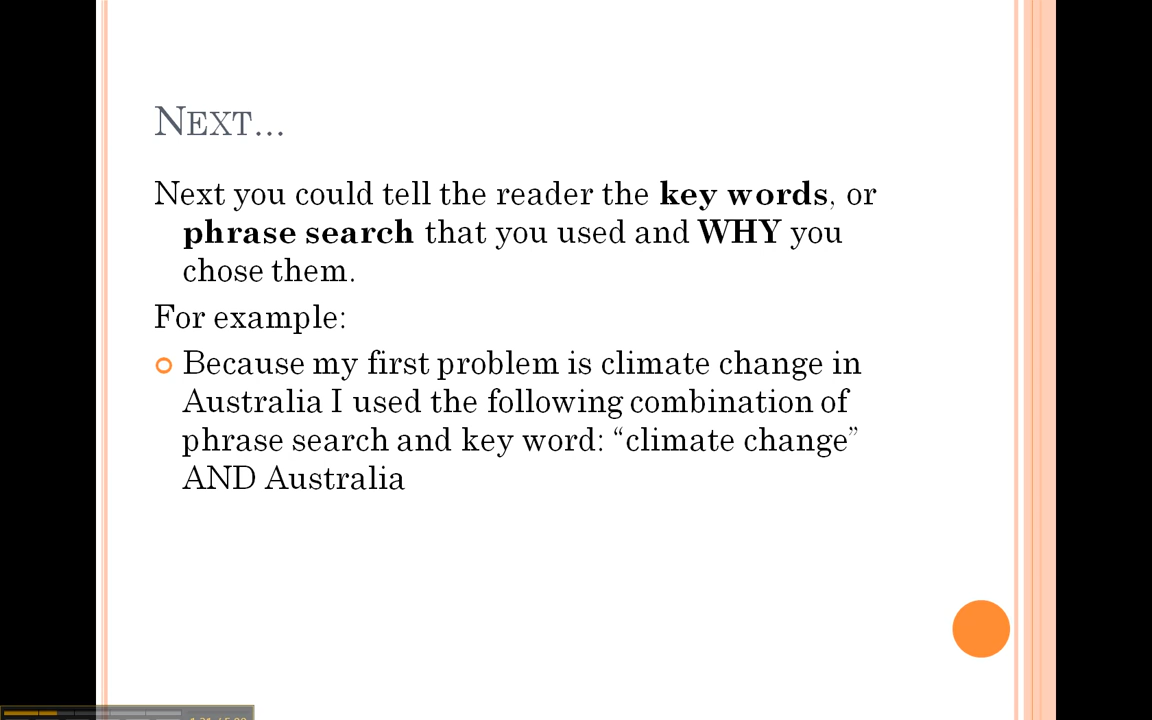 NEXT…
Next you could tell the reader the key words, or
phrase search that you used and WHY you
chose them.
For example:
Because my first problem is climate change in
Australia I used the following combination of
phrase search and key word: “climate change”
AND Australia